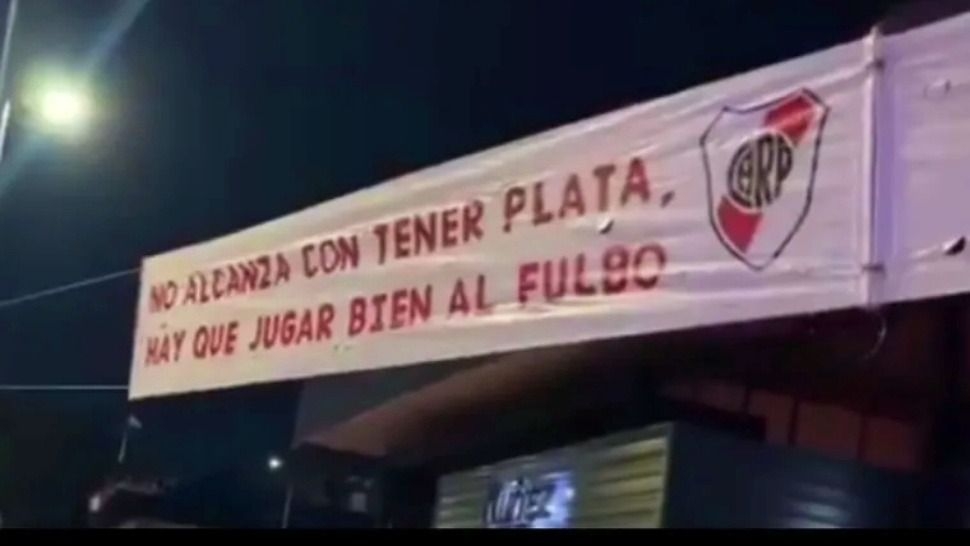 NO ALCANZA CON TENER PLATA,
HAY QUE JUGAR BIEN AL FULBO
CARP